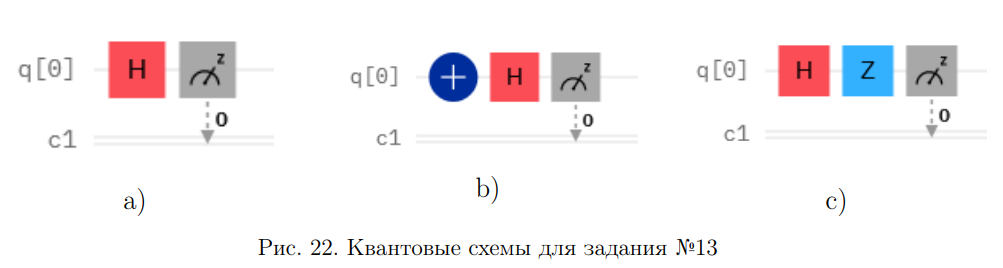 q[0] H z
0
c1
a)
q[0] + H z
0
c1
b)
q[0] H Z z
0
c1
c)
Рис. 22. Квантовые схемы для задания №13